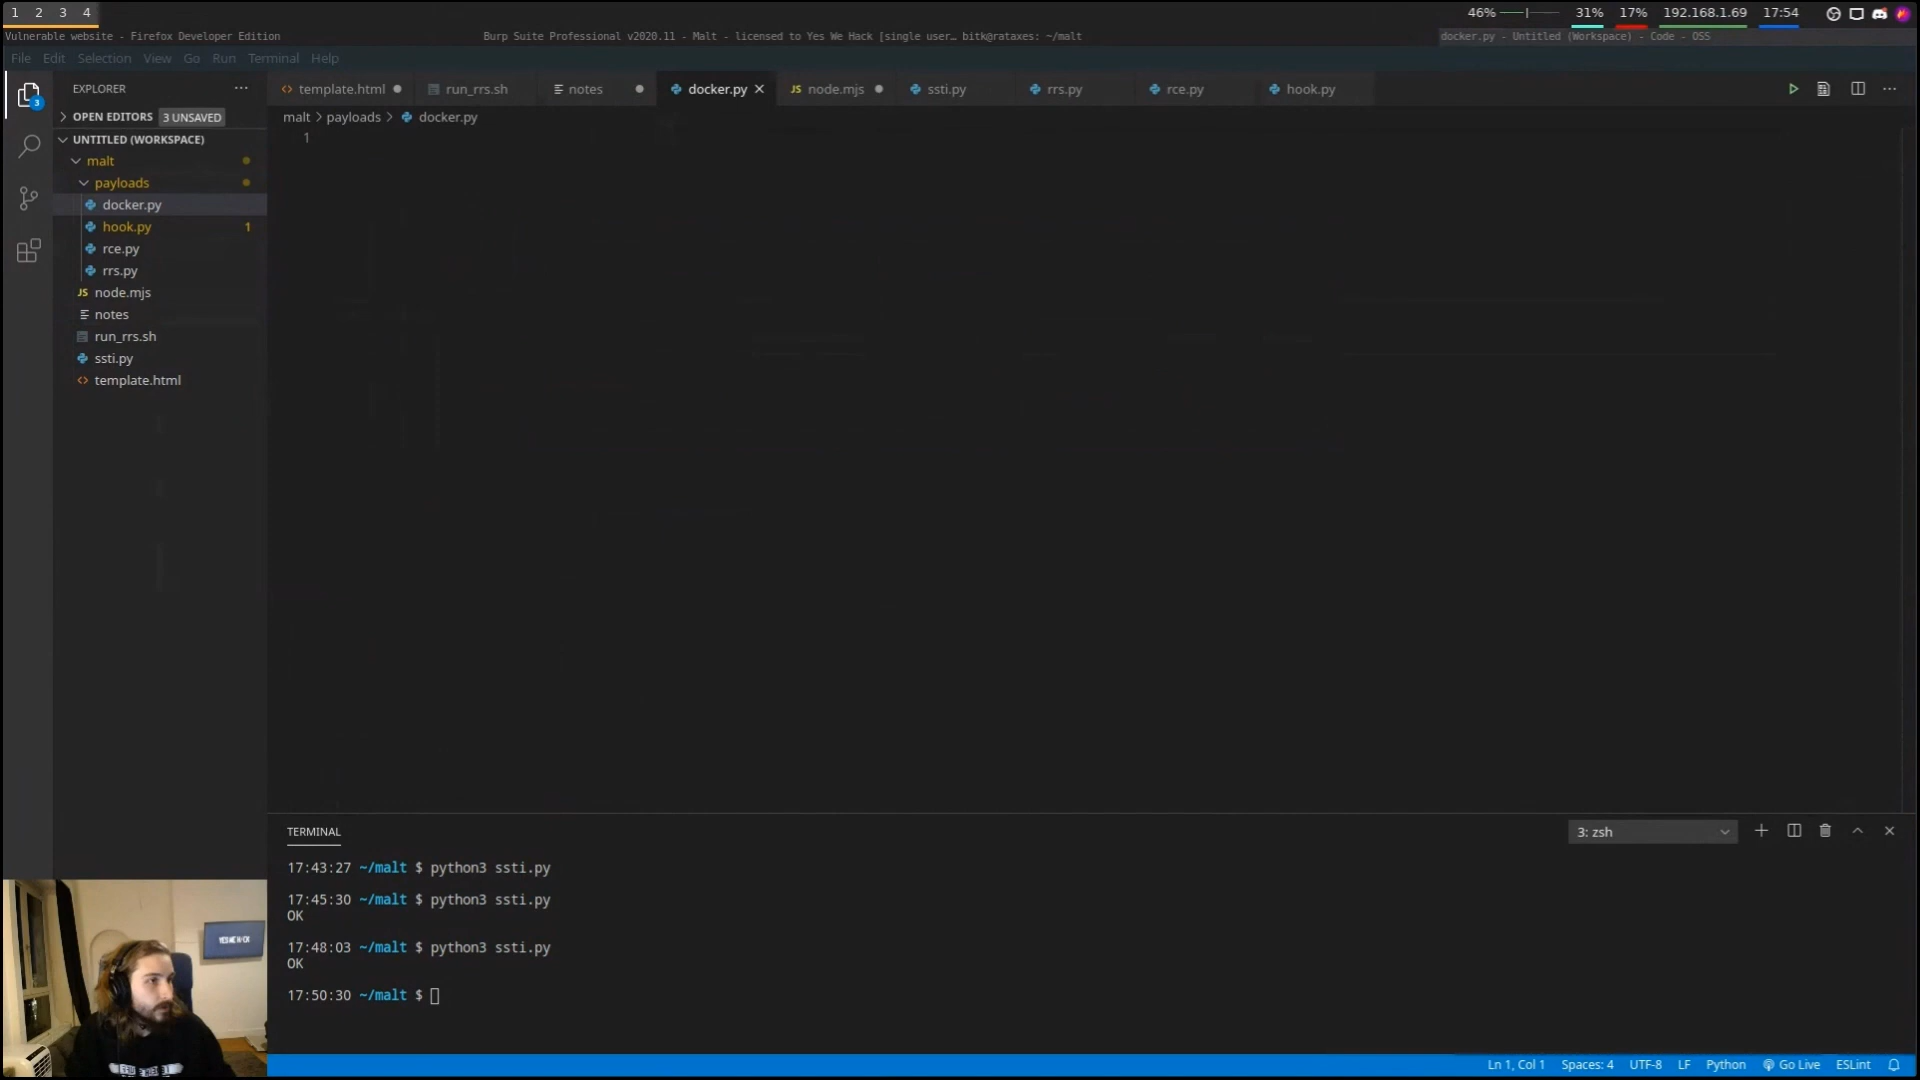 1 2 3 4
46% 31% 17% 192.168.1.69 17:54
Vulnerable website - Firefox Developer Edition
Burp Suite Professional v2020.11 - Malt - licensed to Yes We Hack [single user… bitk@rataxes: ~/malt
docker.py - Untitled (Workspace) - Code - OSS
File Edit Selection View Go Run Terminal Help
EXPLORER
template.html run_rrs.sh notes docker.py node.mjs ssti.py rrs.py rce.py hook.py
3
OPEN EDITORS 3 UNSAVED
malt > payloads > docker.py
UNTITLED (WORKSPACE)
1
malt
payloads
docker.py
hook.py 1
rce.py
rrs.py
JS node.mjs
notes
run_rrs.sh
ssti.py
template.html
TERMINAL
3: zsh
17:43:27 ~/malt $ python3 ssti.py
17:45:30 ~/malt $ python3 ssti.py
OK
17:48:03 ~/malt $ python3 ssti.py
OK
17:50:30 ~/malt $
Ln 1, Col 1 Spaces: 4 UTF-8 LF Python Go Live ESLint